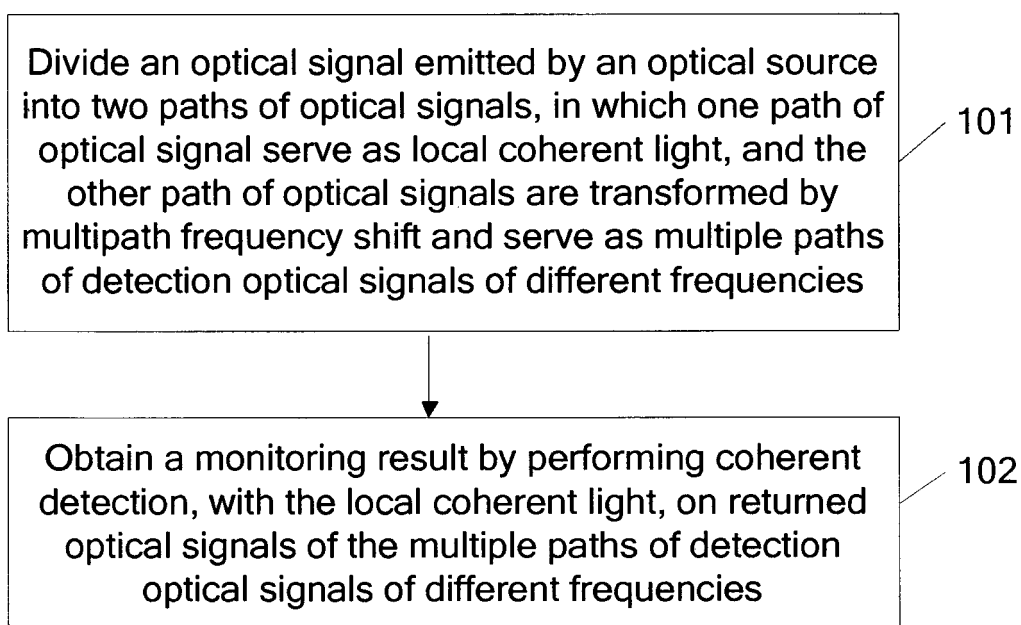 Divide an optical signal emitted by an optical source
into two paths of optical signals, in which one path of
optical signal serve as local coherent light, and the
other path of optical signals are transformed by
multipath frequency shift and serve as multiple paths
of detection optical signals of different frequencies
101
Obtain a monitoring result by performing coherent
detection, with the local coherent light, on returned
optical signals of the multiple paths of detection
optical signals of different frequencies
102